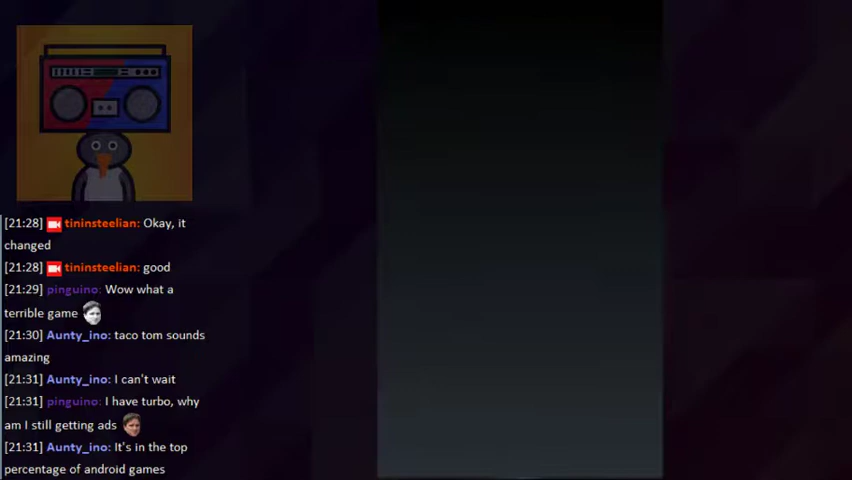 [21:28] tininsteelian: Okay, it
changed
[21:28] tininsteelian: good
[21:29] pinguino: Wow what a
terrible game
[21:30] Aunty_ino: taco tom sounds
amazing
[21:31] Aunty_ino: I can't wait
[21:31] pinguino: I have turbo, why
am I still getting ads
[21:31] Aunty_ino: It's in the top
percentage of android games